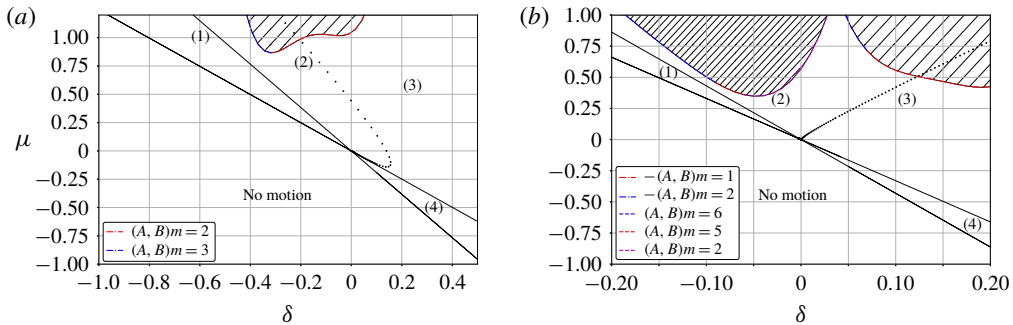 (a)
1.00
0.75
0.50
0.25
0
−0.25
−0.50
−0.75
−1.00
μ
(1)
(2)
(3)
(4)
No motion
(A, B)m = 2
(A, B)m = 3
−1.0 −0.8 −0.6 −0.4 −0.2 0 0.2 0.4
δ
(b)
1.00
0.75
0.50
0.25
0
−0.25
−0.50
−0.75
−1.00
(1)
(2)
(3)
(4)
No motion
−(A, B)m = 1
−(A, B)m = 2
(A, B)m = 6
(A, B)m = 5
(A, B)m = 2
−0.20 −0.10 0 0.10 0.20
δ